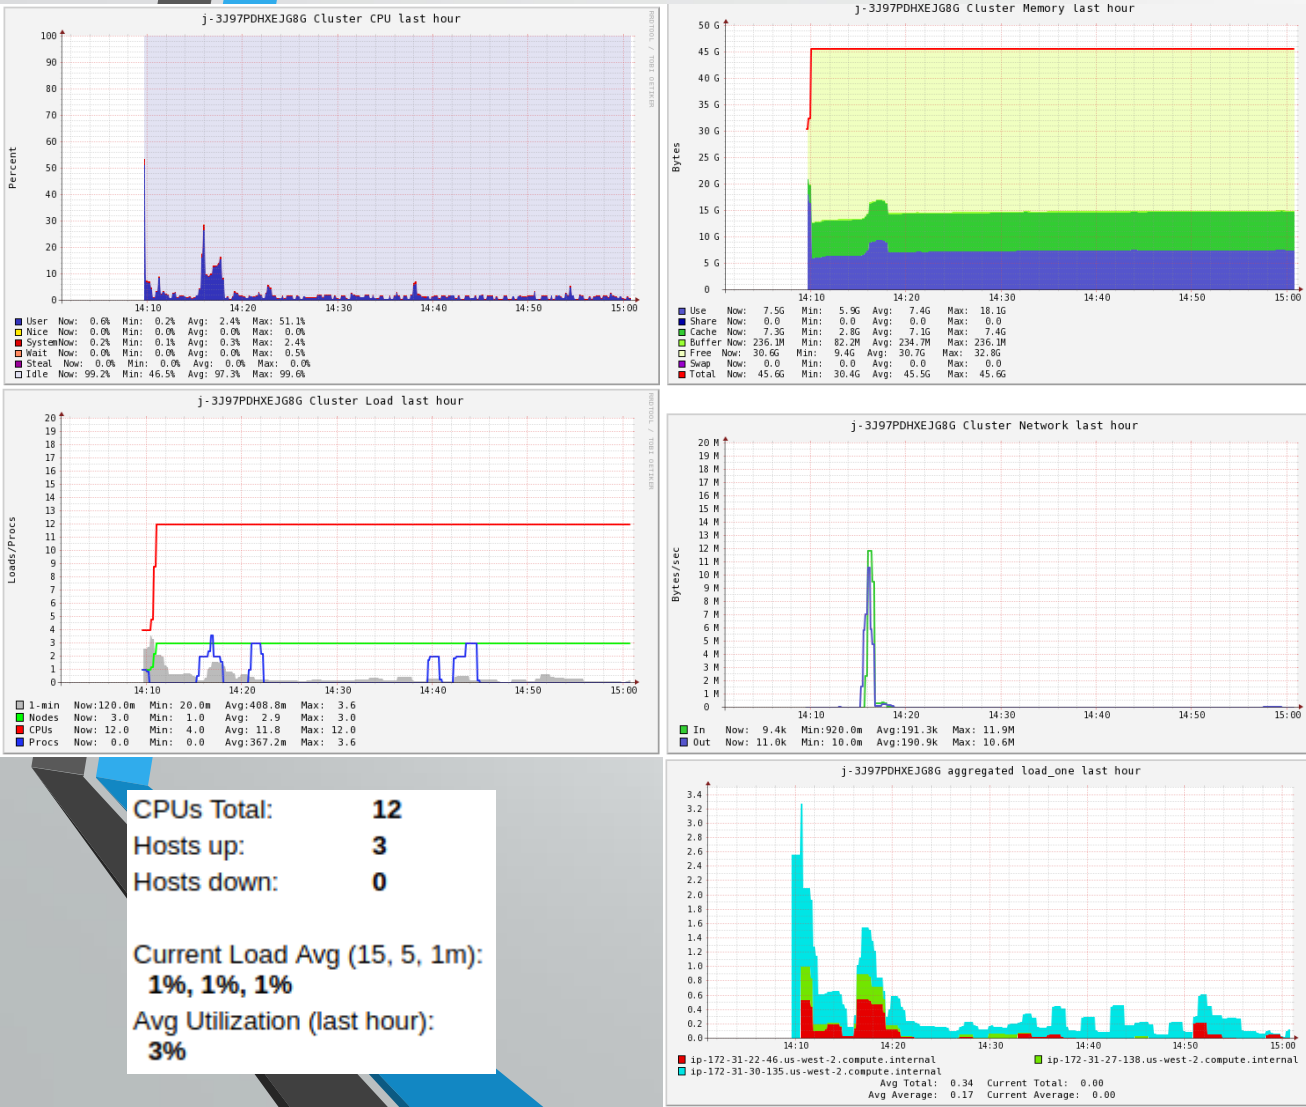 j-3J97PDHXEJG8G Cluster CPU last hour
RRDTOOL / TOBI OETIKER
Percent
100
90
80
70
60
50
40
30
20
10
0
14:10 14:20 14:30 14:40 14:50 15:00
User Now: 0.6% Min: 0.2% Avg: 2.4% Max: 51.1%
Nice Now: 0.0% Min: 0.0% Avg: 0.0% Max: 0.0%
System Now: 0.2% Min: 0.1% Avg: 0.3% Max: 2.4%
Wait Now: 0.0% Min: 0.0% Avg: 0.0% Max: 0.5%
Steal Now: 0.0% Min: 0.0% Avg: 0.0% Max: 0.0%
Idle Now: 99.2% Min: 46.5% Avg: 97.3% Max: 99.6%
j-3J97PDHXEJG8G Cluster Memory last hour
Bytes
50 G
45 G
40 G
35 G
30 G
25 G
20 G
15 G
10 G
5 G
0
14:10 14:20 14:30 14:40 14:50 15:00
Use Now: 7.5G Min: 5.9G Avg: 7.4G Max: 18.1G
Share Now: 0.0 Min: 0.0 Avg: 0.0 Max: 0.0
Cache Now: 7.3G Min: 2.8G Avg: 7.1G Max: 7.4G
Buffer Now: 236.1M Min: 82.2M Avg: 234.7M Max: 236.1M
Free Now: 30.6G Min: 9.4G Avg: 30.7G Max: 32.8G
Swap Now: 0.0 Min: 0.0 Avg: 0.0 Max: 0.0
Total Now: 45.6G Min: 30.4G Avg: 45.5G Max: 45.6G
j-3J97PDHXEJG8G Cluster Load last hour
RRDTOOL / TOBI OETIKER
Loads/Procs
20
19
18
17
16
15
14
13
12
11
10
9
8
7
6
5
4
3
2
1
0
14:10 14:20 14:30 14:40 14:50 15:00
1-min Now:120.0m Min: 20.0m Avg:408.8m Max: 3.6
Nodes Now: 3.0 Min: 1.0 Avg: 2.9 Max: 3.0
CPUs Now: 12.0 Min: 4.0 Avg: 11.8 Max: 12.0
Procs Now: 0.0 Min: 0.0 Avg:367.2m Max: 3.6
j-3J97PDHXEJG8G Cluster Network last hour
Bytes/sec
20 M
19 M
18 M
17 M
16 M
15 M
14 M
13 M
12 M
11 M
10 M
9 M
8 M
7 M
6 M
5 M
4 M
3 M
2 M
1 M
0
14:10 14:20 14:30 14:40 14:50 15:00
In Now: 9.4k Min:920.0m Avg:191.3k Max: 11.9M
Out Now: 11.0k Min: 10.0m Avg:190.9k Max: 10.6M
CPUs Total: 12
Hosts up: 3
Hosts down: 0
Current Load Avg (15, 5, 1m):
1%, 1%, 1%
Avg Utilization (last hour):
3%
j-3J97PDHXEJG8G aggregated load_one last hour
3.4
3.2
3.0
2.8
2.6
2.4
2.2
2.0
1.8
1.6
1.4
1.2
1.0
0.8
0.6
0.4
0.2
0.0
14:10 14:20 14:30 14:40 14:50 15:00
ip-172-31-22-46.us-west-2.compute.internal ip-172-31-27-138.us-west-2.compute.internal
ip-172-31-30-135.us-west-2.compute.internal
Avg Total: 0.34 Current Total: 0.00
Avg Average: 0.17 Current Average: 0.00